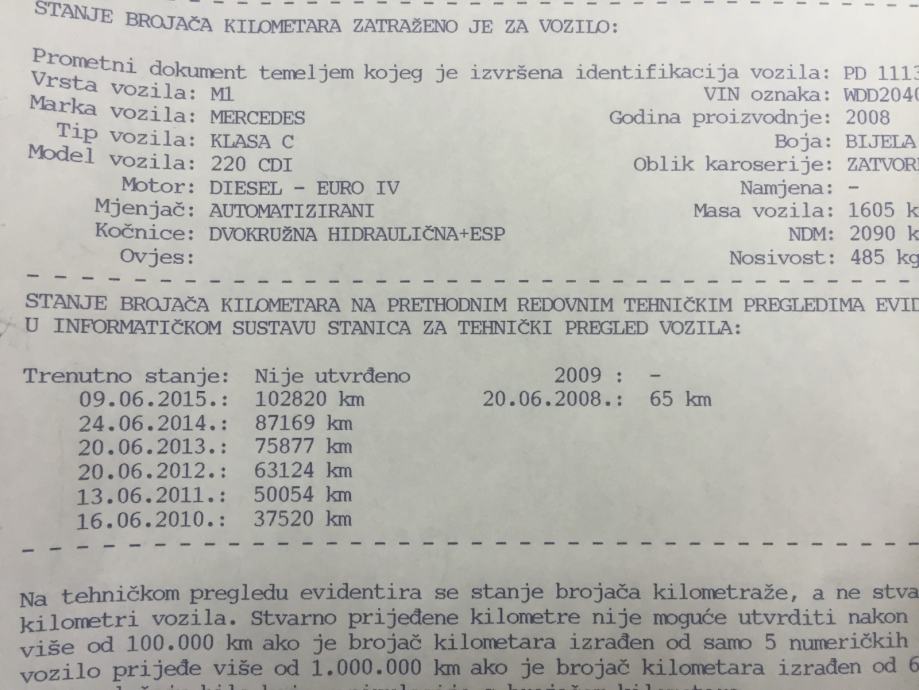 STANJE BROJAČA KILOMETARA ZATRAŽENO JE ZA VOZILO:
Prometni dokument temeljem kojeg je izvršena identifikacija vozila: PD 1113
Vrsta vozila: M1 VIN oznaka: WDD2040
Marka vozila: MERCEDES Godina proizvodnje: 2008
Tip vozila: KLASA C Boja: BIJELA
Model vozila: 220 CDI Oblik karoserije: ZATVOR
Motor: DIESEL - EURO IV Namjena: -
Mjenjač: AUTOMATIZIRANI Masa vozila: 1605 k
Kočnice: DVOKRUŽNA HIDRAULIČNA+ESP NDM: 2090 k
Ovjes: Nosivost: 485 kg
STANJE BROJAČA KILOMETARA NA PRETHODNIM REDOVNIM TEHNIČKIM PREGLEDIMA EVID
U INFORMATIČKOM SUSTAVU STANICA ZA TEHNIČKI PREGLED VOZILA:
Trenutno stanje: Nije utvrđeno 2009 : -
09.06.2015.: 102820 km 20.06.2008.: 65 km
24.06.2014.: 87169 km
20.06.2013.: 75877 km
20.06.2012.: 63124 km
13.06.2011.: 50054 km
16.06.2010.: 37520 km
Na tehničkom pregledu evidentira se stanje brojača kilometraže, a ne stva
kilometri vozila. Stvarno prijeđene kilometre nije moguće utvrditi nakon
više od 100.000 km ako je brojač kilometara izrađen od samo 5 numeričkih
vozilo prijeđe više od 1.000.000 km ako je brojač kilometara izrađen od 6